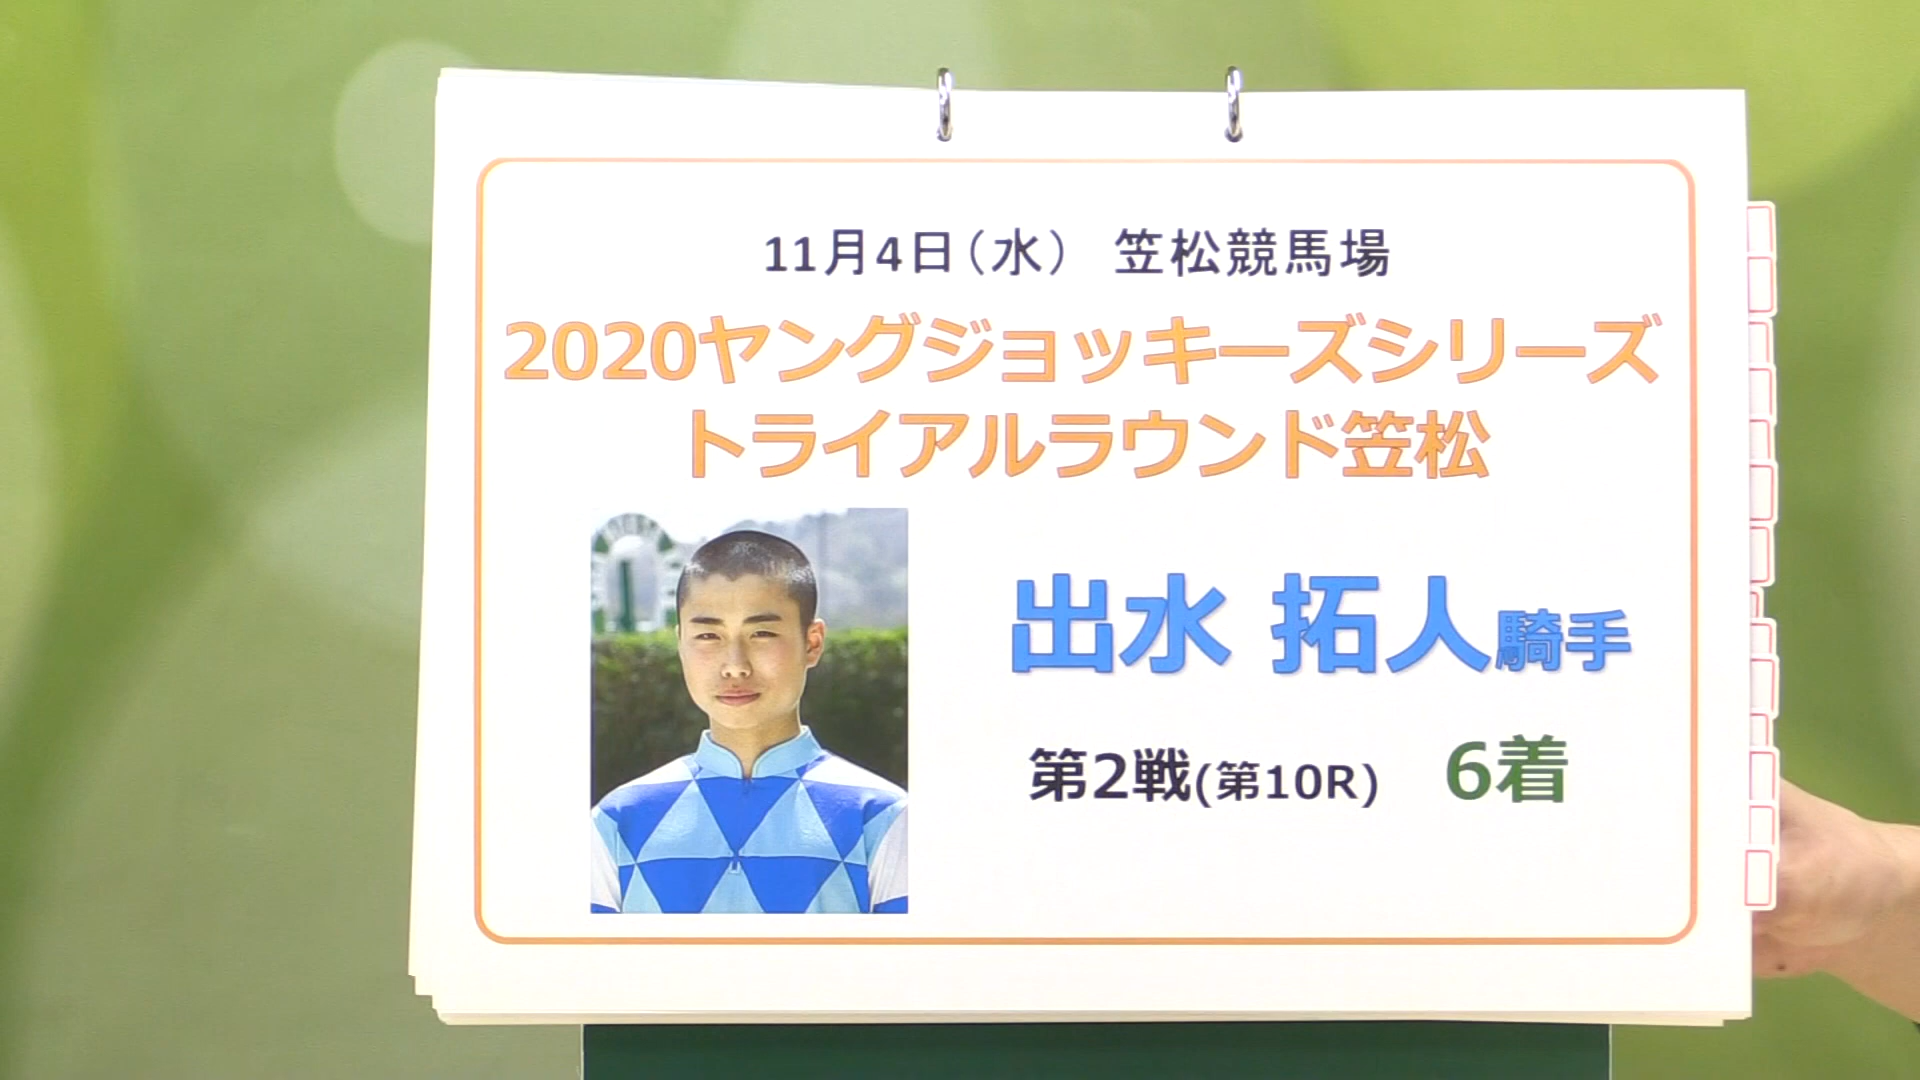 11月4日(水) 笠松競馬場
2020ヤングジョッキーズシリーズ
トライアルラウンド笠松
出水 拓人騎手
第2戦(第10R) 6着